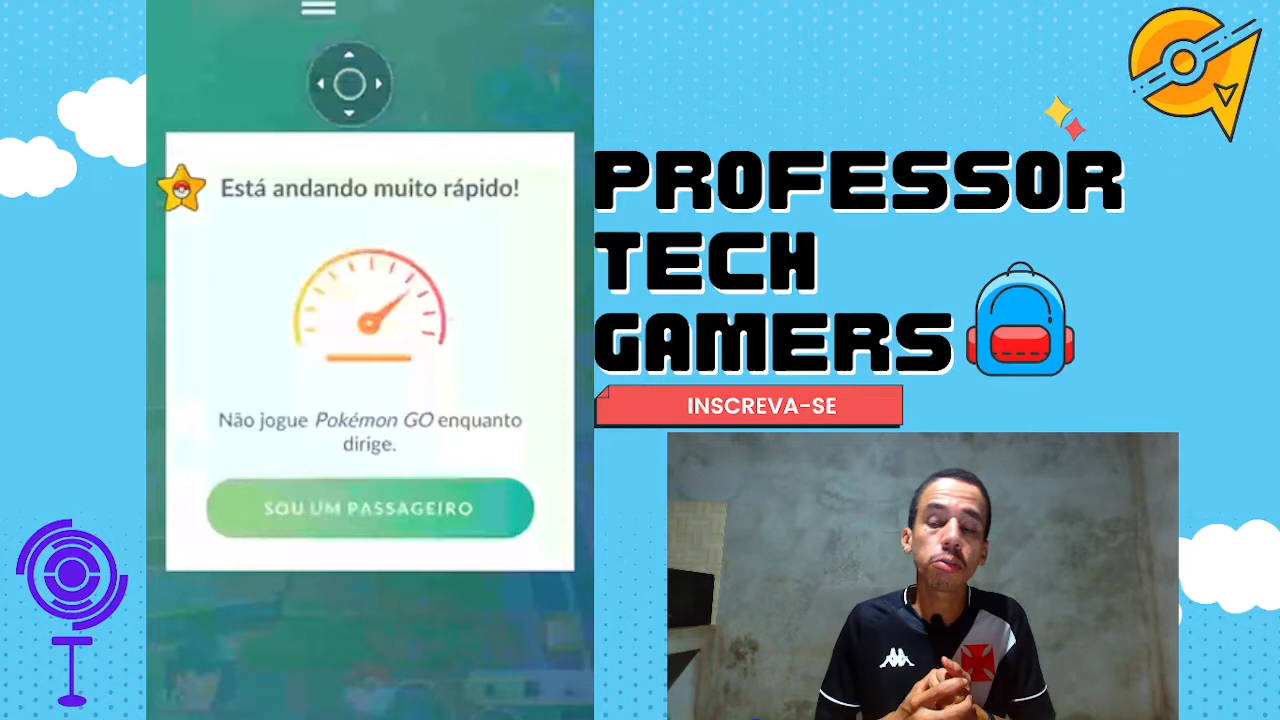 Está andando muito rápido!
Não jogue Pokémon GO enquanto
dirige.
SOU UM PASSAGEIRO
PROFESSOR
TECH
GAMERS
INSCREVA-SE